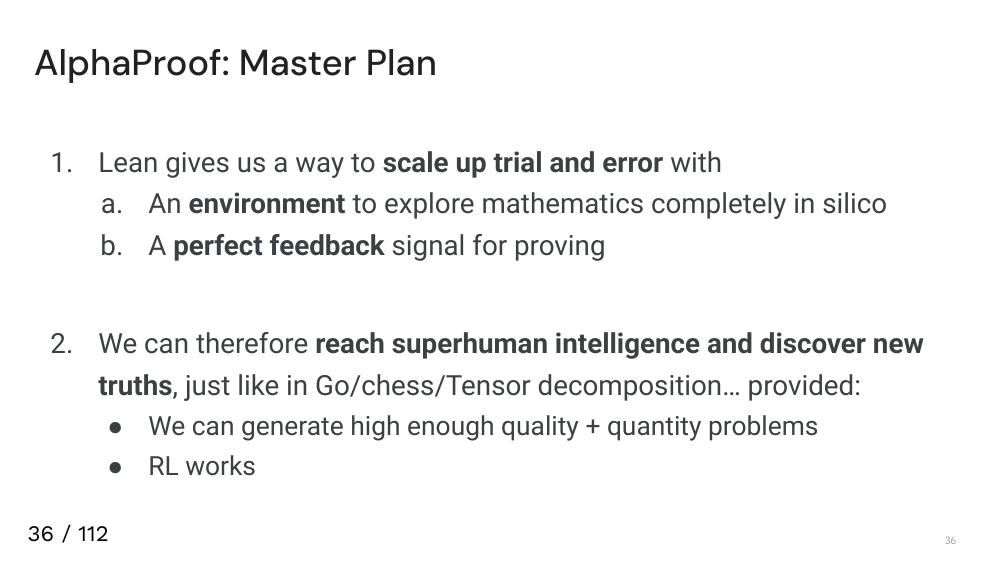 AlphaProof: Master Plan
1. Lean gives us a way to scale up trial and error with
a. An environment to explore mathematics completely in silico
b. A perfect feedback signal for proving
2. We can therefore reach superhuman intelligence and discover new
truths, just like in Go/chess/Tensor decomposition… provided:
● We can generate high enough quality + quantity problems
● RL works
36 / 112
36